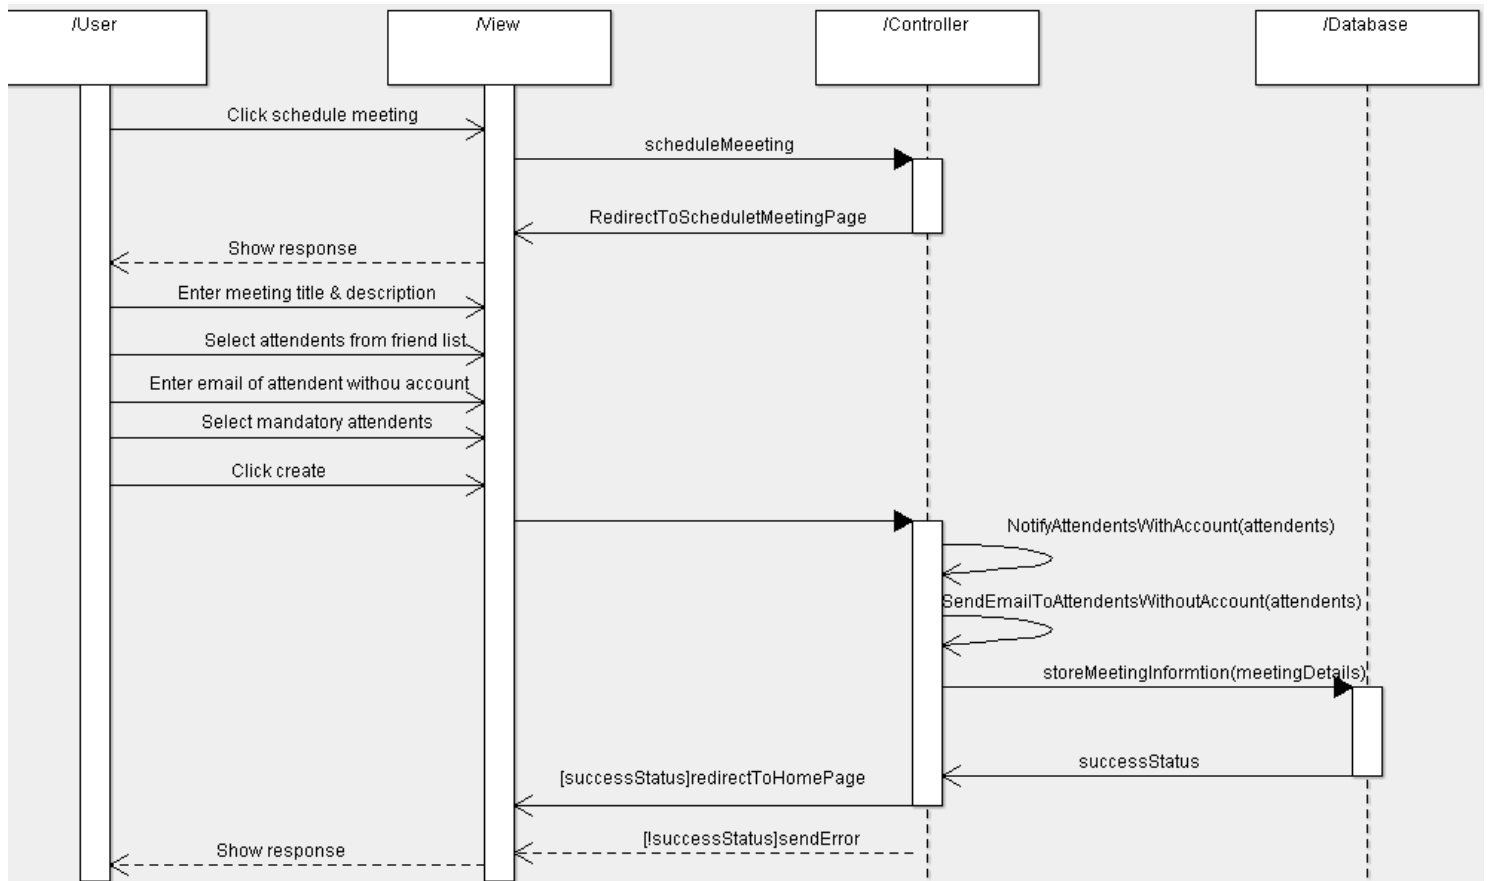 /User
/View
/Controller
/Database
Click schedule meeting
scheduleMeeeting
RedirectToScheduletMeetingPage
Show response
Enter meeting title & description
Select attendents from friend list
Enter email of attendent withou account
Select mandatory attendents
Click create
NotifyAttendentsWithAccount(attendents)
SendEmailToAttendentsWithoutAccount(attendents)
storeMeetingInformtion(meetingDetails)
successStatus
[successStatus]redirectToHomePage
[!successStatus]sendError
Show response